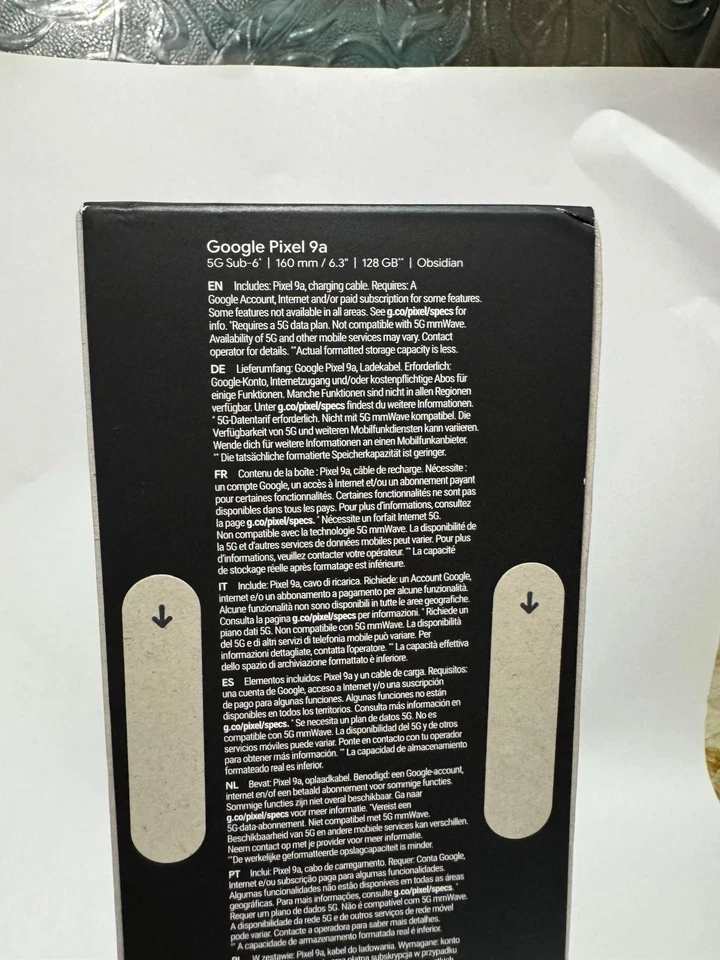 Google Pixel 9a
5G Sub-6* | 160 mm / 6.3" | 128 GB** | Obsidian
EN Includes: Pixel 9a, charging cable. Requires: A
Google Account, Internet and/or paid subscription for some features.
Some features not available in all areas. See g.co/pixel/specs for
info. *Requires a 5G data plan. Not compatible with 5G mmWave.
Availability of 5G and other mobile services may vary. Contact
operator for details. **Actual formatted storage capacity is less.
DE Lieferumfang: Google Pixel 9a, Ladekabel. Erforderlich:
Google-Konto, Internetzugang und/oder kostenpflichtige Abos für
einige Funktionen. Manche Funktionen sind nicht in allen Regionen
verfügbar. Unter g.co/pixel/specs findest du weitere Informationen.
* 5G-Datentarif erforderlich. Nicht mit 5G mmWave kompatibel. Die
Verfügbarkeit von 5G und weiteren Mobilfunkdiensten kann variieren.
Wende dich für weitere Informationen an einen Mobilfunkanbieter.
** Die tatsächliche formatierte Speicherkapazität ist geringer.
FR Contenu de la boîte : Pixel 9a, câble de recharge. Nécessite :
un compte Google, un accès à Internet et/ou un abonnement payant
pour certaines fonctionnalités. Certaines fonctionnalités ne sont pas
disponibles dans tous les pays. Pour plus d'informations, consultez
la page g.co/pixel/specs. * Nécessite un forfait Internet 5G.
Non compatible avec la technologie 5G mmWave. La disponibilité de
la 5G et d'autres services de données mobiles peut varier. Pour plus
d'informations, veuillez contacter votre opérateur. ** La capacité
de stockage réelle après formatage est inférieure.
IT Include: Pixel 9a, cavo di ricarica. Richiede: un Account Google,
internet e/o un abbonamento a pagamento per alcune funzionalità.
Alcune funzionalità non sono disponibili in tutte le aree geografiche.
Consulta la pagina g.co/pixel/specs per informazioni. * Richiede un
piano dati 5G. Non compatibile con 5G mmWave. La disponibilità
del 5G e di altri servizi di telefonia mobile può variare. Per
informazioni dettagliate, contatta l'operatore. ** La capacità effettiva
dello spazio di archiviazione formattato è inferiore.
ES Elementos incluidos: Pixel 9a y un cable de carga. Requisitos:
una cuenta de Google, acceso a Internet y/o una suscripción
de pago para algunas funciones. Algunas funciones no están
disponibles en todos los territorios. Consulta más información en
g.co/pixel/specs. * Se necesita un plan de datos 5G. No es
compatible con 5G mmWave. La disponibilidad del 5G y de otros
servicios móviles puede variar. Ponte en contacto con tu operador
para obtener más información. ** La capacidad de almacenamiento
formateado real es inferior.
NL Bevat: Pixel 9a, oplaadkabel. Benodigd: een Google-account,
internet en/of een betaald abonnement voor sommige functies.
Sommige functies zijn niet overal beschikbaar. Ga naar
g.co/pixel/specs voor meer informatie. *Vereist een
5G-data-abonnement. Niet compatibel met 5G mmWave.
Beschikbaarheid van 5G en andere mobiele services kan verschillen.
Neem contact op met je provider voor meer informatie.
**De werkelijke geformatteerde opslagcapaciteit is minder.
PT Inclui: Pixel 9a, cabo de carregamento. Requer: Conta Google,
Internet e/ou subscrição paga para algumas funcionalidades.
Algumas funcionalidades não estão disponíveis em todas as áreas
geográficas. Para mais informações, consulte g.co/pixel/specs. *
Requer um plano de dados 5G. Não é compatível com 5G mmWave.
A disponibilidade da rede 5G e de outros serviços de rede móvel
pode variar. Contacte a operadora para saber mais detalhes.
** A capacidade de armazenamento formatada real é inferior.
PL W zestawie: Pixel 9a, kabel do ładowania. Wymagane: konto
płatna subskrypcja w przypadku